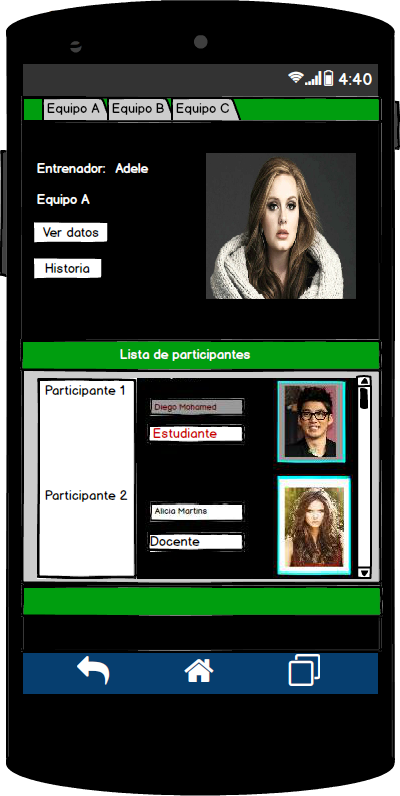 4:40
Equipo A Equipo B Equipo C
Entrenador: Adele
Equipo A
Ver datos
Historia
Lista de participantes
Participante 1
Diego Mohamed
Estudiante
Participante 2
Alicia Martins
Docente